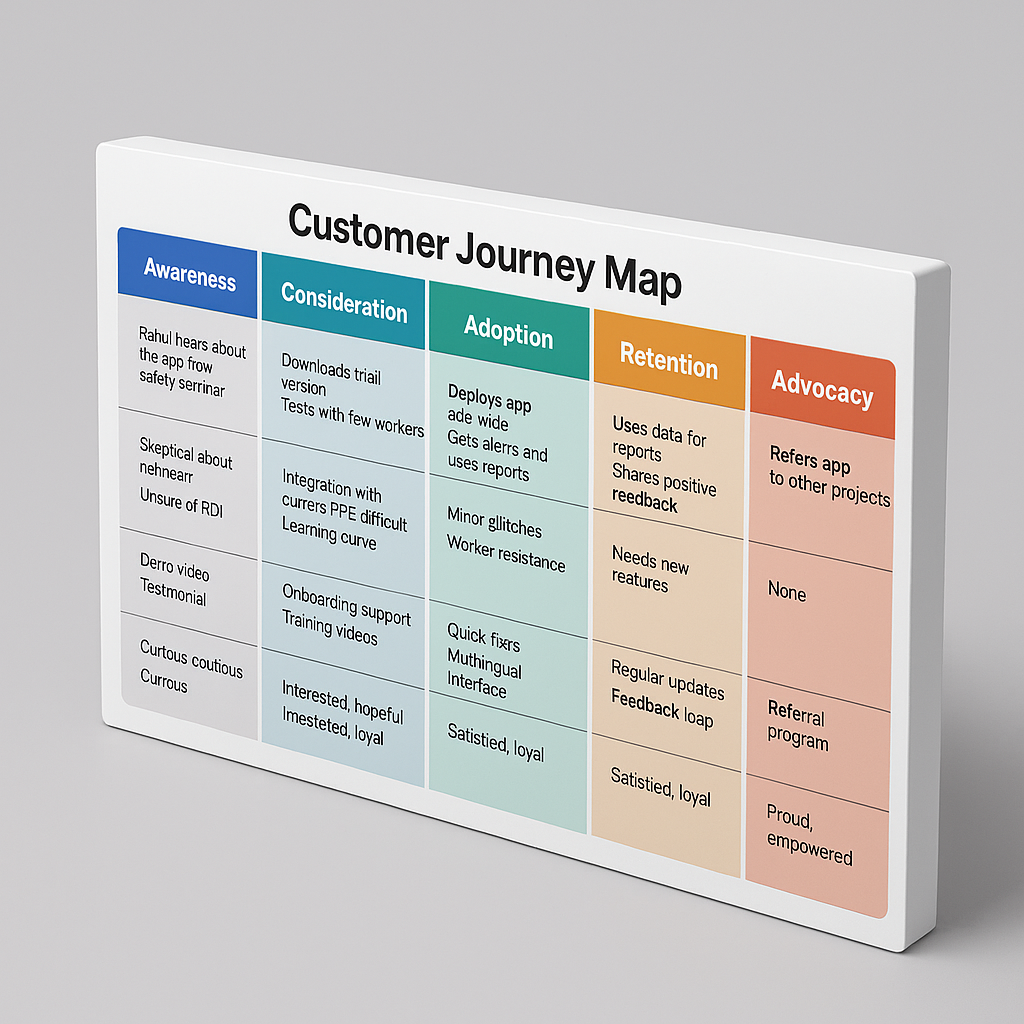 Customer Journey Map
Awareness
Rahul hears about
the app frow
safety serrinar
Skeptical about
nehnearr
Unsure of RDI
Derro video
Testmonial
Curtous coutious
Currous
Consideration
Downloads triail
version
Tests with few workers
Integration with
currers PPE difficult
Learning curve
Onboarding support
Training videos
Interested, hopeful
Imesteted, loyal
Adoption
Deploys app
ade wide
Gets alerrs and
uses reports
Minor gllitches
Worker resistance
Quick fixrs
Muthingual
Interface
Satistied, loyal
Retention
Uses data for
reports
Shares positive
reedback
Needs new
reatures
Regular updates
Feedback loap
Satistied, loyal
Advocacy
Refers app
to other projects
None
Referral
program
Proud,
empowered